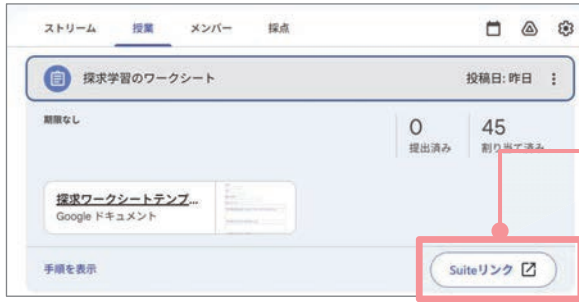 ストリーム 授業 メンバー 採点
探求学習のワークシート 投稿日: 昨日
期限なし
0 45
提出済み 割り当て済み
探求ワークシートテンプ...
Google ドキュメント
手順を表示 Suiteリンク